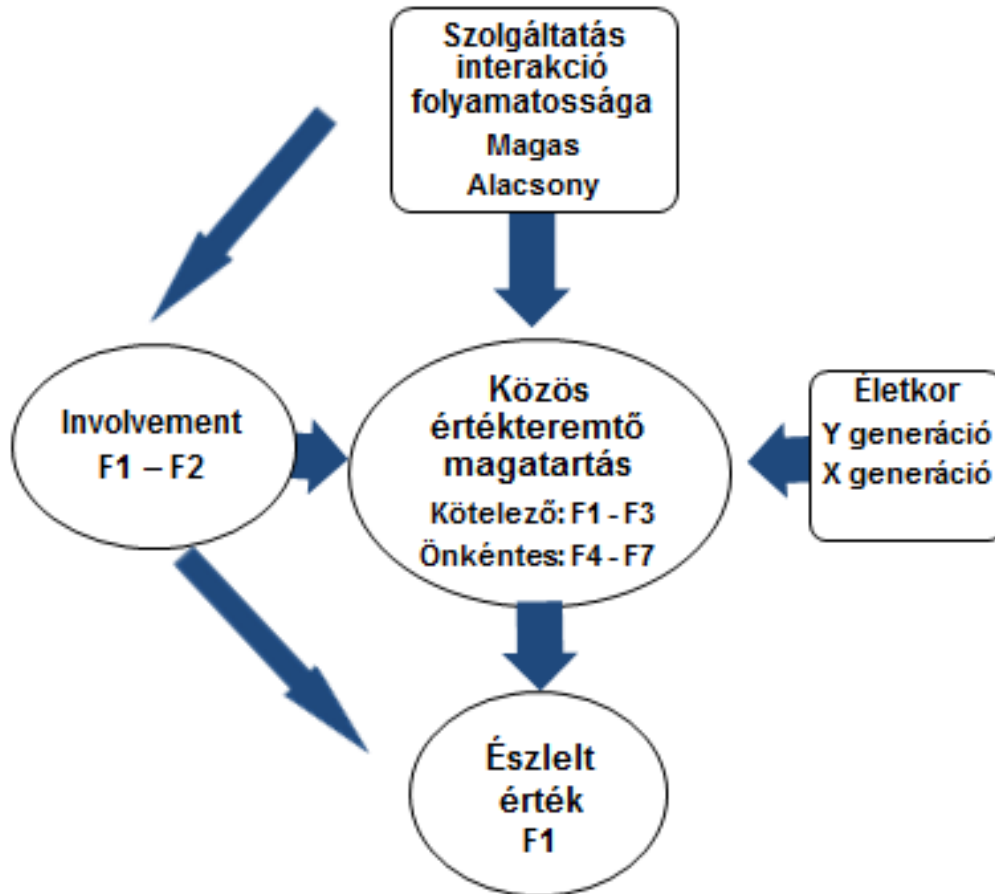 Szolgáltatás
interakció
folyamatossága
Magas
Alacsony
Involvement
F1 – F2
Közös
értékteremtő
magatartás
Kötelező: F1 - F3
Önkéntes: F4 - F7
Életkor
Y generáció
X generáció
Észlelt
érték
F1